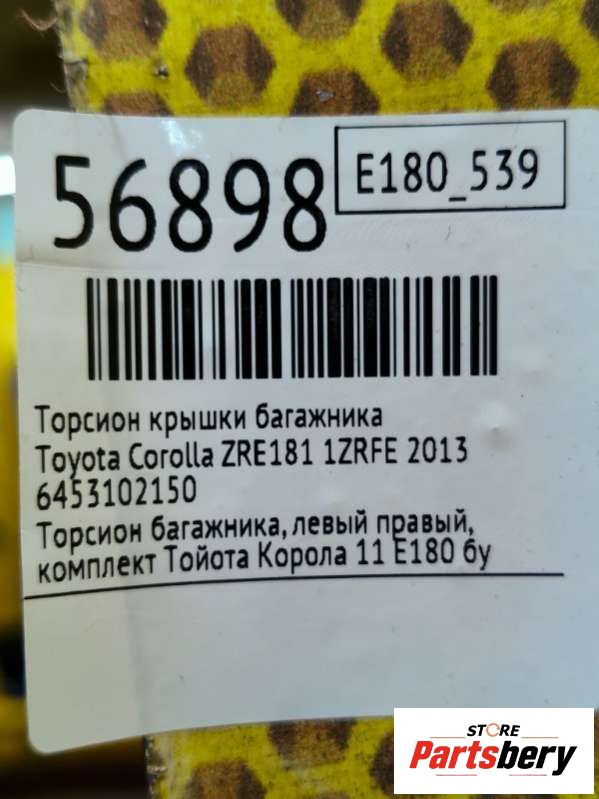 56898
E180_539
Торсион крышки багажника
Toyota Corolla ZRE181 1ZRFE 2013
6453102150
Торсион багажника, левый правый,
комплект Тойота Корола 11 Е180 бу
STORE
Partsbery